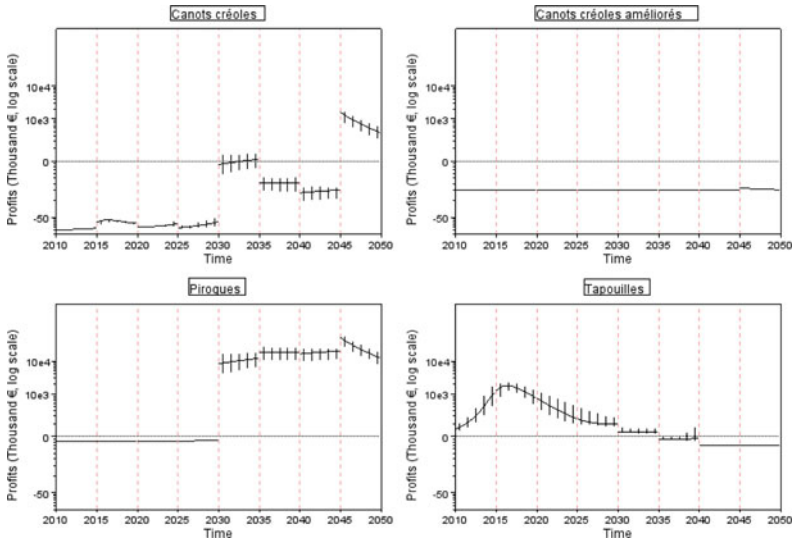 Canots créoles
Canots créoles améliorés
Profits (Thousand €, log scale)
10e4
10e3
0
-50
2010 2015 2020 2025 2030 2035 2040 2045 2050
Time
Profits (Thousand €, log scale)
10e4
10e3
0
-50
2010 2015 2020 2025 2030 2035 2040 2045 2050
Time
Pirogues
Tapouilles
Profits (Thousand €, log scale)
10e4
10e3
0
-50
2010 2015 2020 2025 2030 2035 2040 2045 2050
Time
Profits (Thousand €, log scale)
10e4
10e3
0
-50
2010 2015 2020 2025 2030 2035 2040 2045 2050
Time